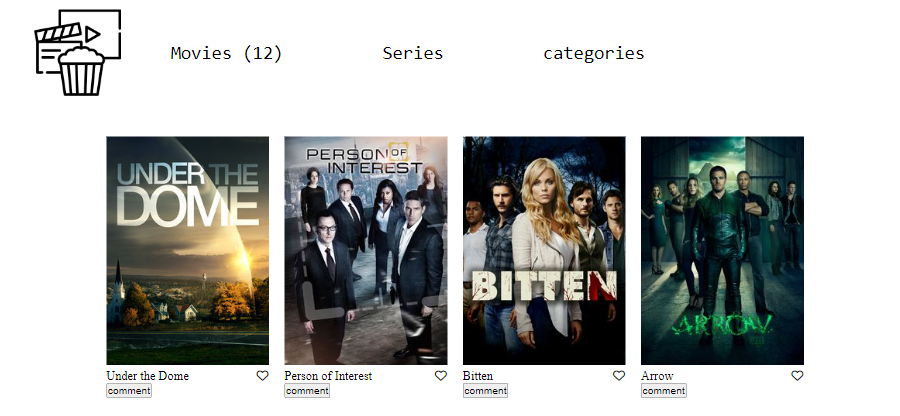 Movies (12) Series categories
UNDER THE
DOME
PERSON OF
INTEREST
BITTEN
ARROW
Under the Dome Person of Interest Bitten Arrow
comment comment comment comment